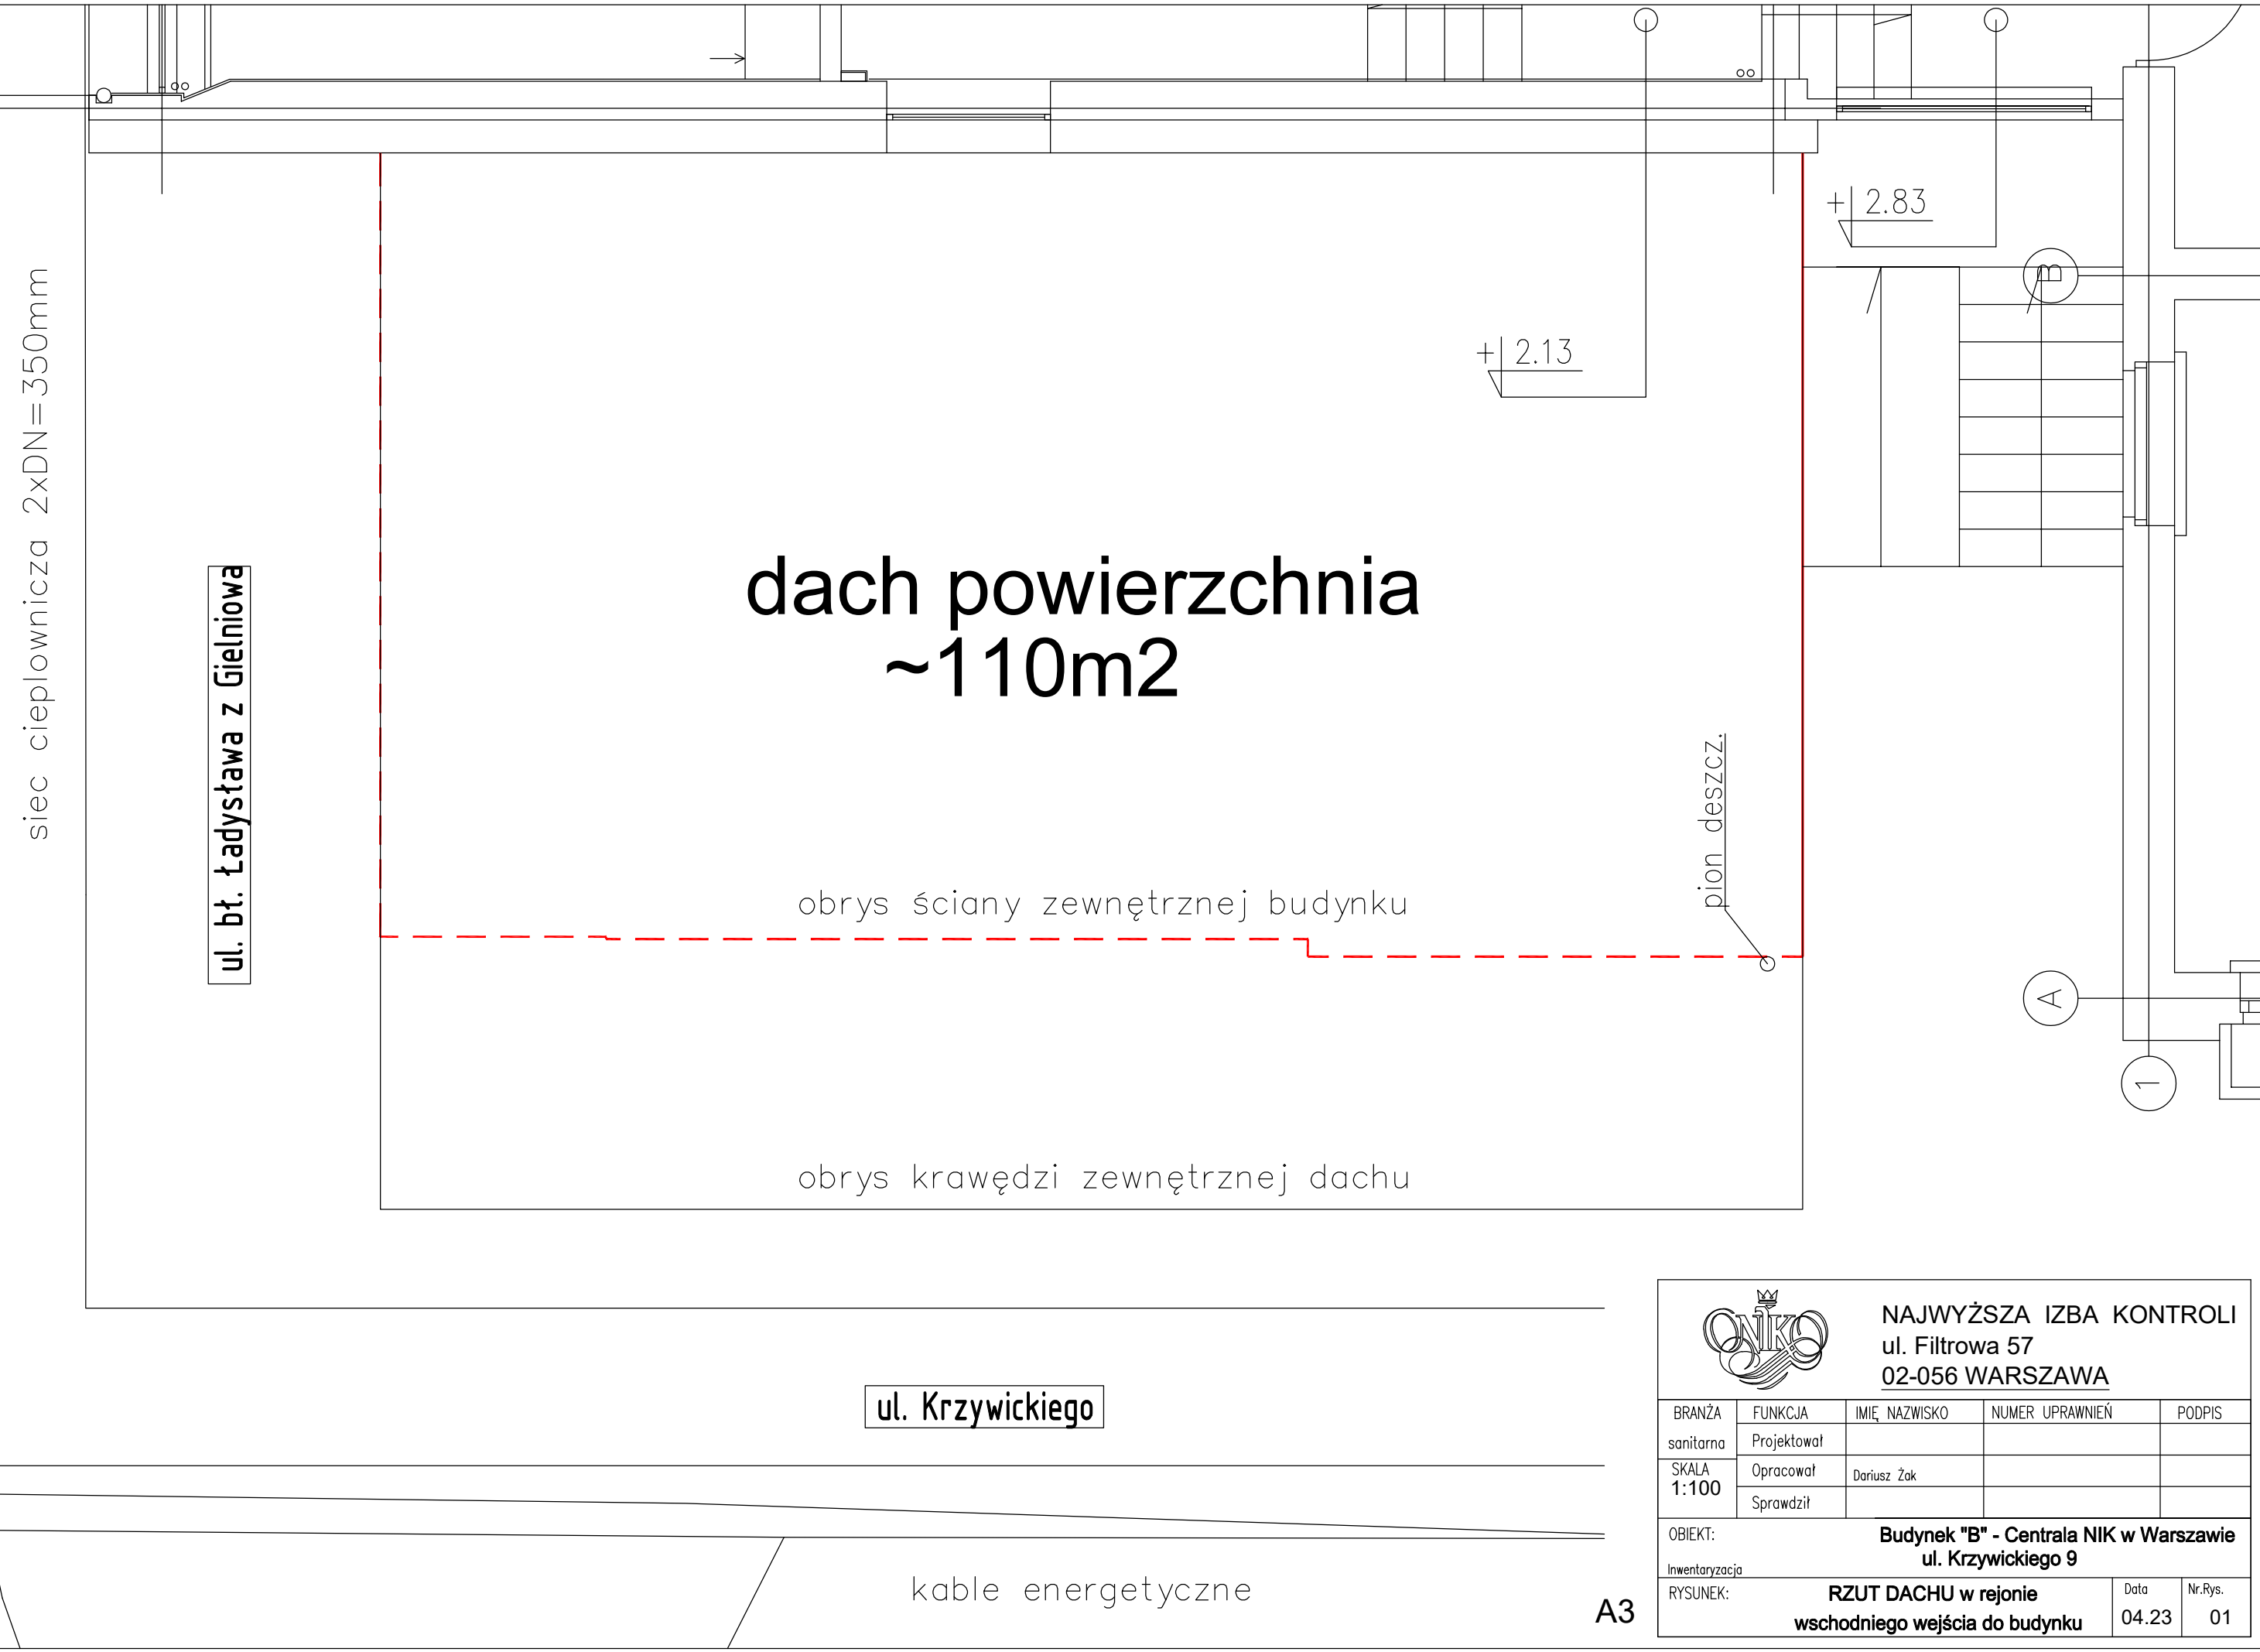 + 2.83
B
+ 2.13
siec cieplownicza 2xDN=350mm
ul. bł. Ładysława z Gielniowa
dach powierzchnia
~110m2
pion deszcz.
obrys ściany zewnętrznej budynku
A
1
obrys krawędzi zewnętrznej dachu
ul. Krzywickiego
kable energetyczne
A3
NIK
NAJWYŻSZA IZBA KONTROLI
ul. Filtrowa 57
02-056 WARSZAWA
BRANŻA FUNKCJA IMIĘ NAZWISKO NUMER UPRAWNIEŃ PODPIS
sanitarna Projektował
SKALA Opracował Dariusz Żak
1:100
Sprawdził
OBIEKT: Budynek "B" - Centrala NIK w Warszawie
ul. Krzywickiego 9
Inwentaryzacja
RYSUNEK: RZUT DACHU w rejonie
wschodniego wejścia do budynku
Data Nr.Rys.
04.23 01